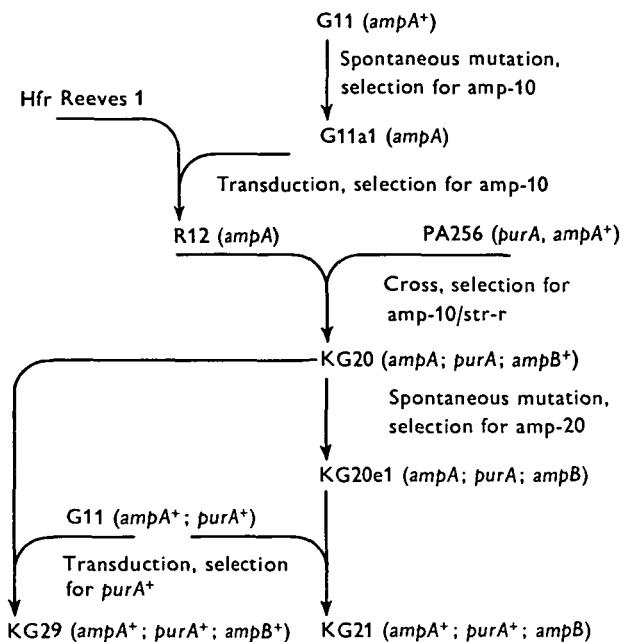 G11 (ampA+)
Spontaneous mutation,
selection for amp-10
Hfr Reeves 1
G11a1 (ampA)
Transduction, selection for amp-10
R12 (ampA)
PA256 (purA, ampA+)
Cross, selection for
amp-10/str-r
KG20 (ampA; purA; ampB+)
Spontaneous mutation,
selection for amp-20
KG20e1 (ampA; purA; ampB)
G11 (ampA+; purA+)
Transduction, selection
for purA+
KG29 (ampA+; purA+; ampB+)
KG21 (ampA+; purA+; ampB)